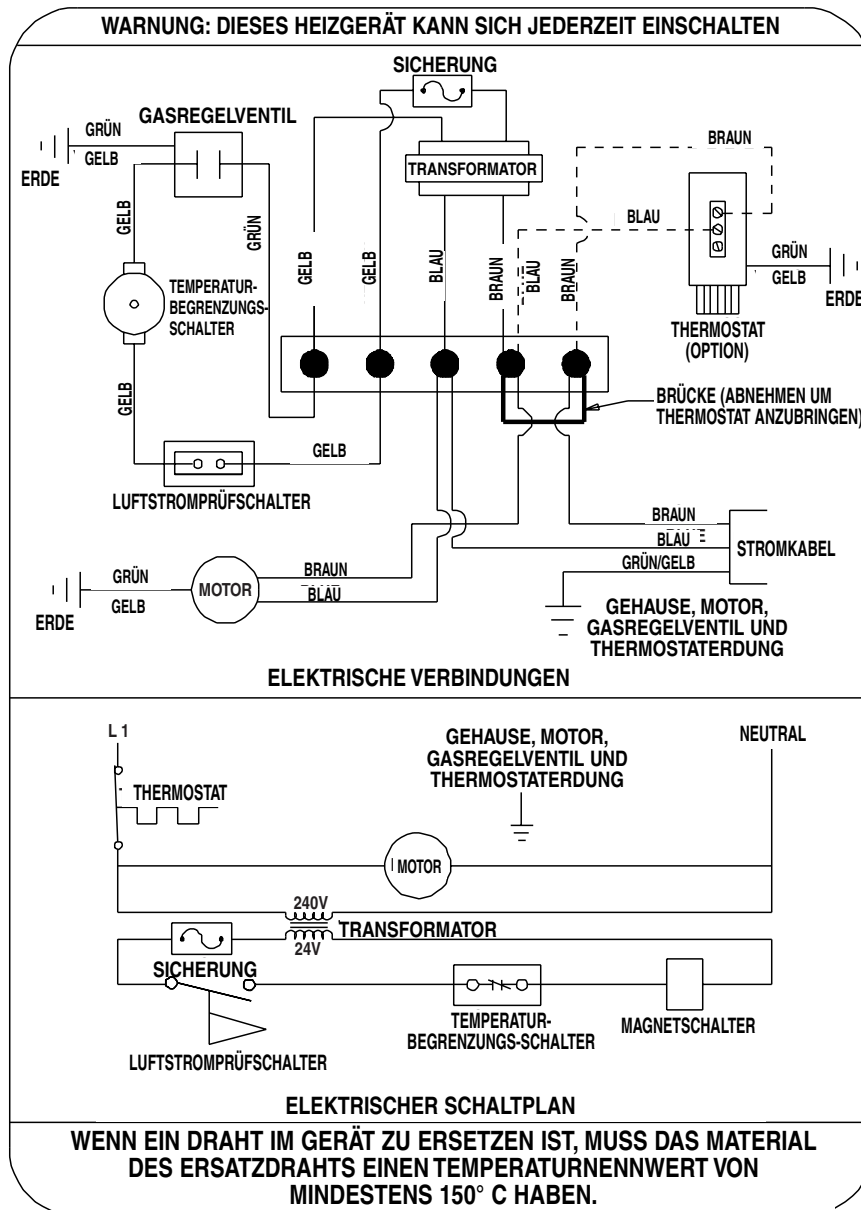 WARNUNG: DIESES HEIZGERÄT KANN SICH JEDERZEIT EINSCHALTEN
SICHERUNG
GASREGELVENTIL
GRÜN
GELB
ERDE
TRANSFORMATOR
BRAUN
BLAU
GRÜN
GELB
ERDE
THERMOSTAT
(OPTION)
GELB
GRÜN
GELB
GELB
BLAU
BRAUN
BLAU
BRAUN
TEMPERATUR-
BEGRENZUNGS-
SCHALTER
GELB
BRÜCKE (ABNEHMEN UM
THERMOSTAT ANZUBRINGEN)
GELB
LUFTSTROMPRÜFSCHALTER
BRAUN
BLAU
GRÜN/GELB
STROMKABEL
GRÜN
GELB
ERDE
MOTOR
BRAUN
BLAU
GEHAUSE, MOTOR,
GASREGELVENTIL UND
THERMOSTATERDUNG
ELEKTRISCHE VERBINDUNGEN
L 1
NEUTRAL
GEHAUSE, MOTOR,
GASREGELVENTIL UND
THERMOSTATERDUNG
THERMOSTAT
MOTOR
240V
TRANSFORMATOR
24V
SICHERUNG
LUFTSTROMPRÜFSCHALTER
TEMPERATUR-
BEGRENZUNGS-SCHALTER
MAGNETSCHALTER
ELEKTRISCHER SCHALTPLAN
WENN EIN DRAHT IM GERÄT ZU ERSETZEN IST, MUSS DAS MATERIAL
DES ERSATZDRAHTS EINEN TEMPERATURNENNWERT VON
MINDESTENS 150° C HABEN.